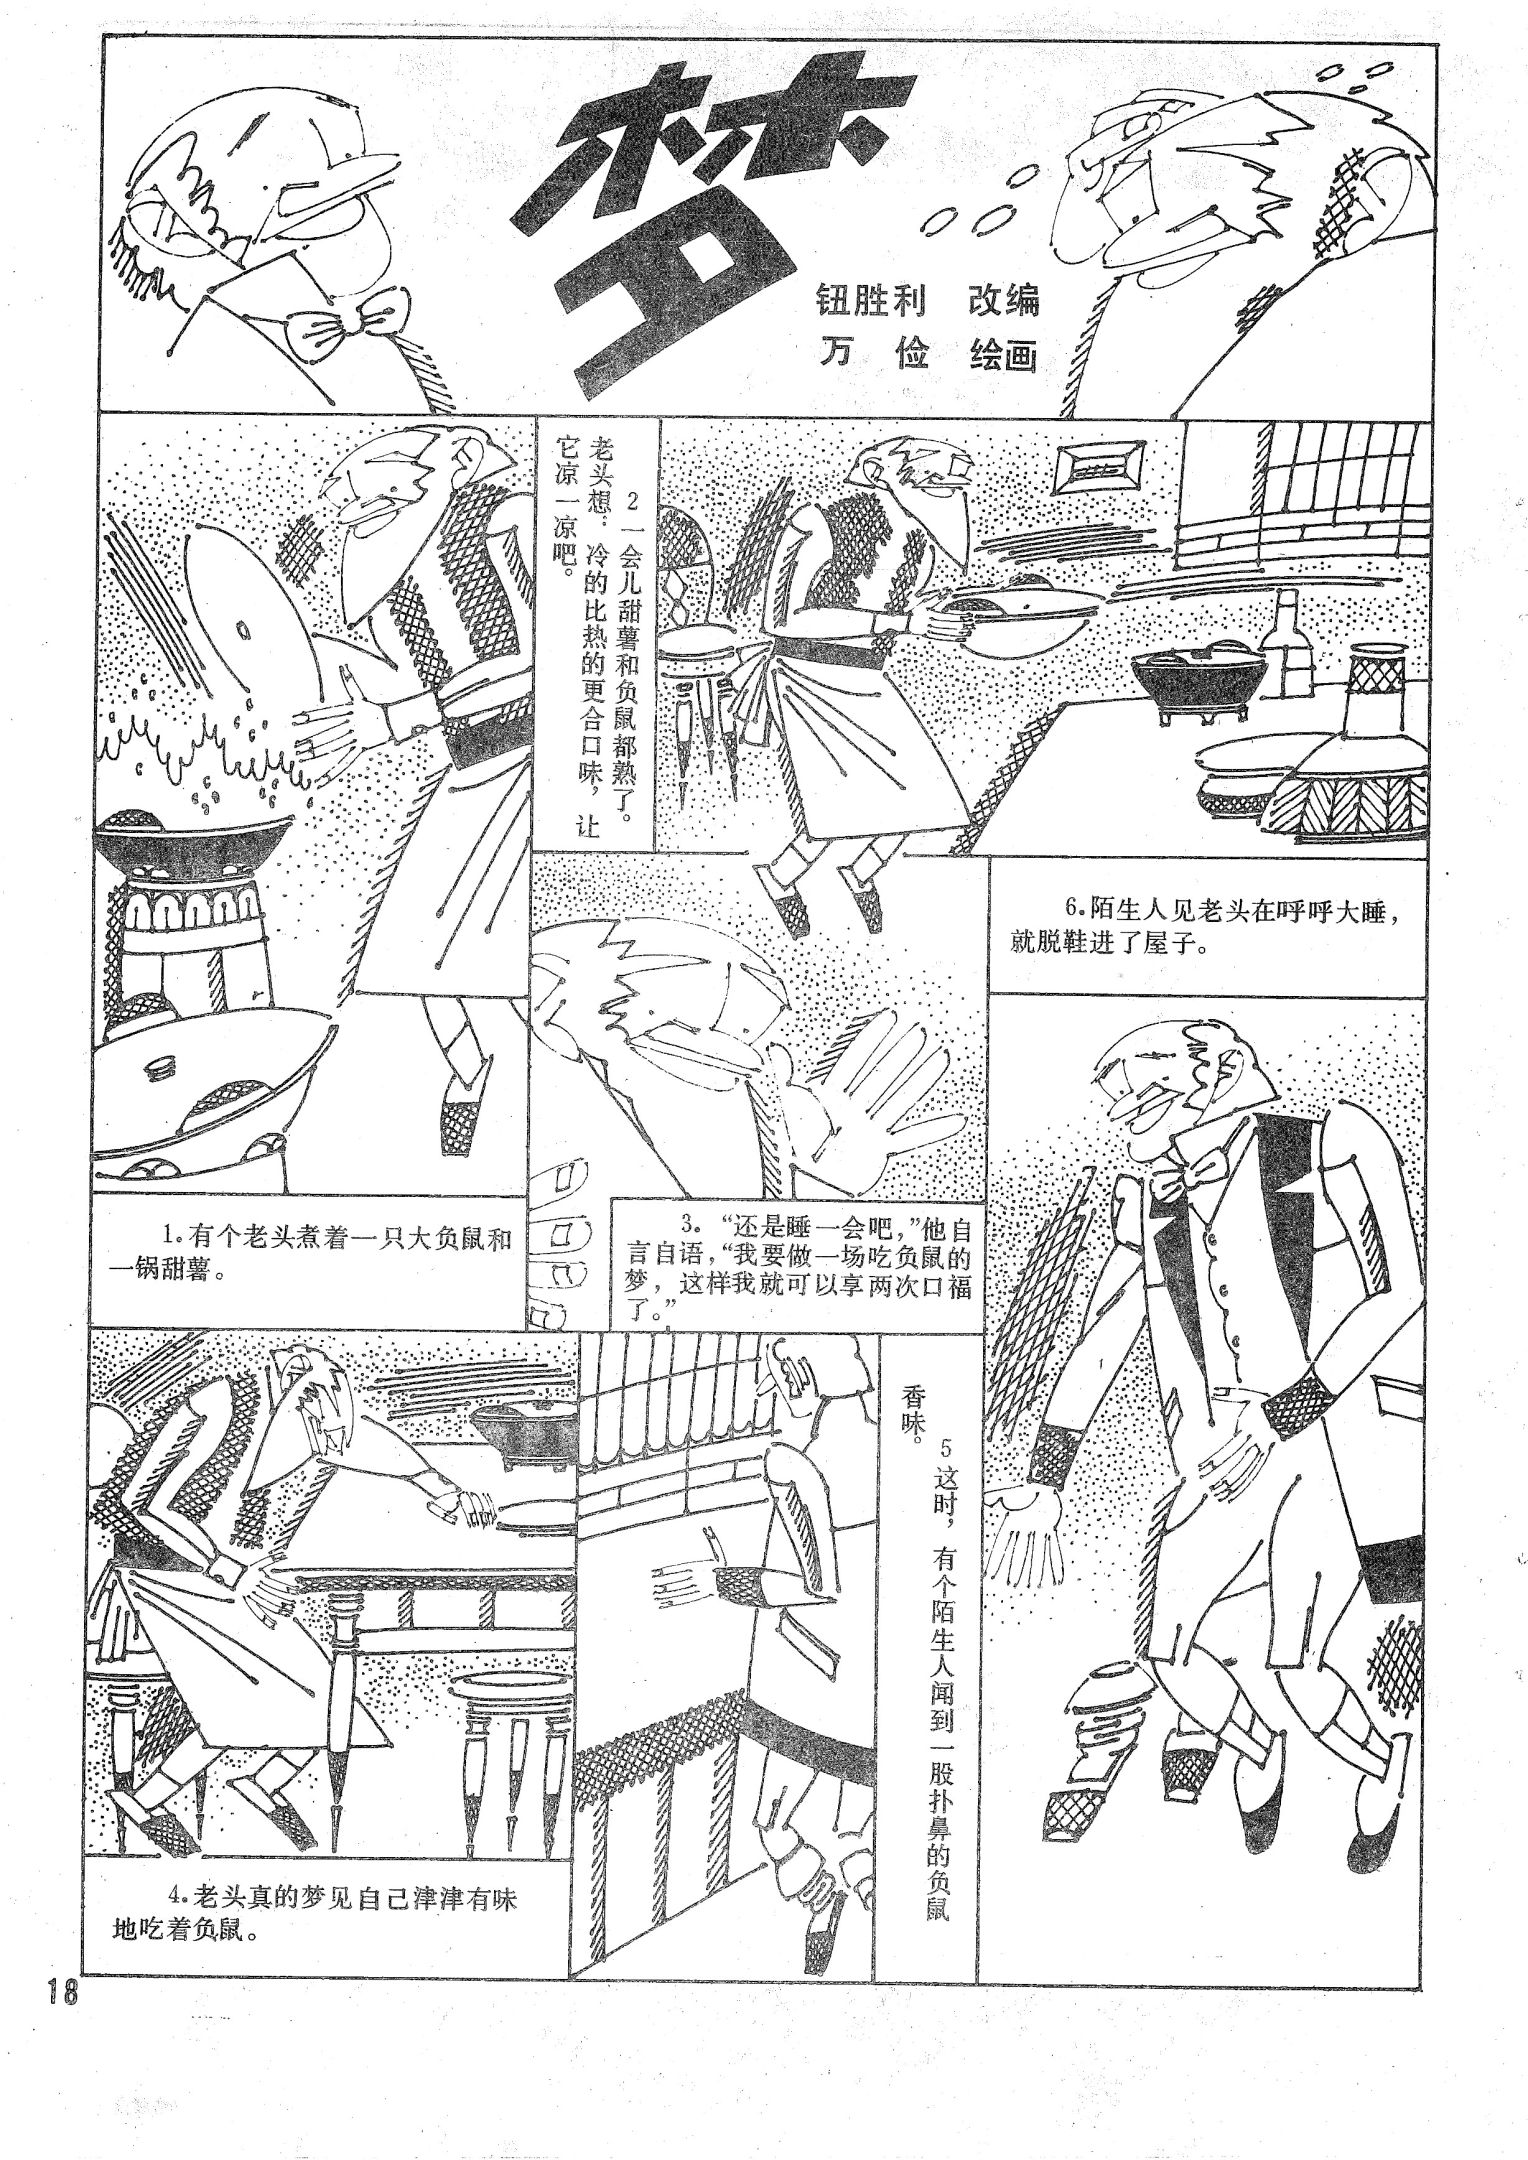 梦
钮胜利 改编
万 俭 绘画
1.有个老头煮着一只大负鼠和
一锅甜薯。
2一会儿甜薯和负鼠都熟了。
老头想：冷的比热的更合口味，让
它凉一凉吧。
3.“还是睡一会吧，”他自
言自语，“我要做一场吃负鼠的
梦，这样我就可以享两次口福
了。”
4.老头真的梦见自己津津有味
地吃着负鼠。
5这时，有个陌生人闻到一股扑鼻的负鼠
香味。
6.陌生人见老头在呼呼大睡，
就脱鞋进了屋子。
18